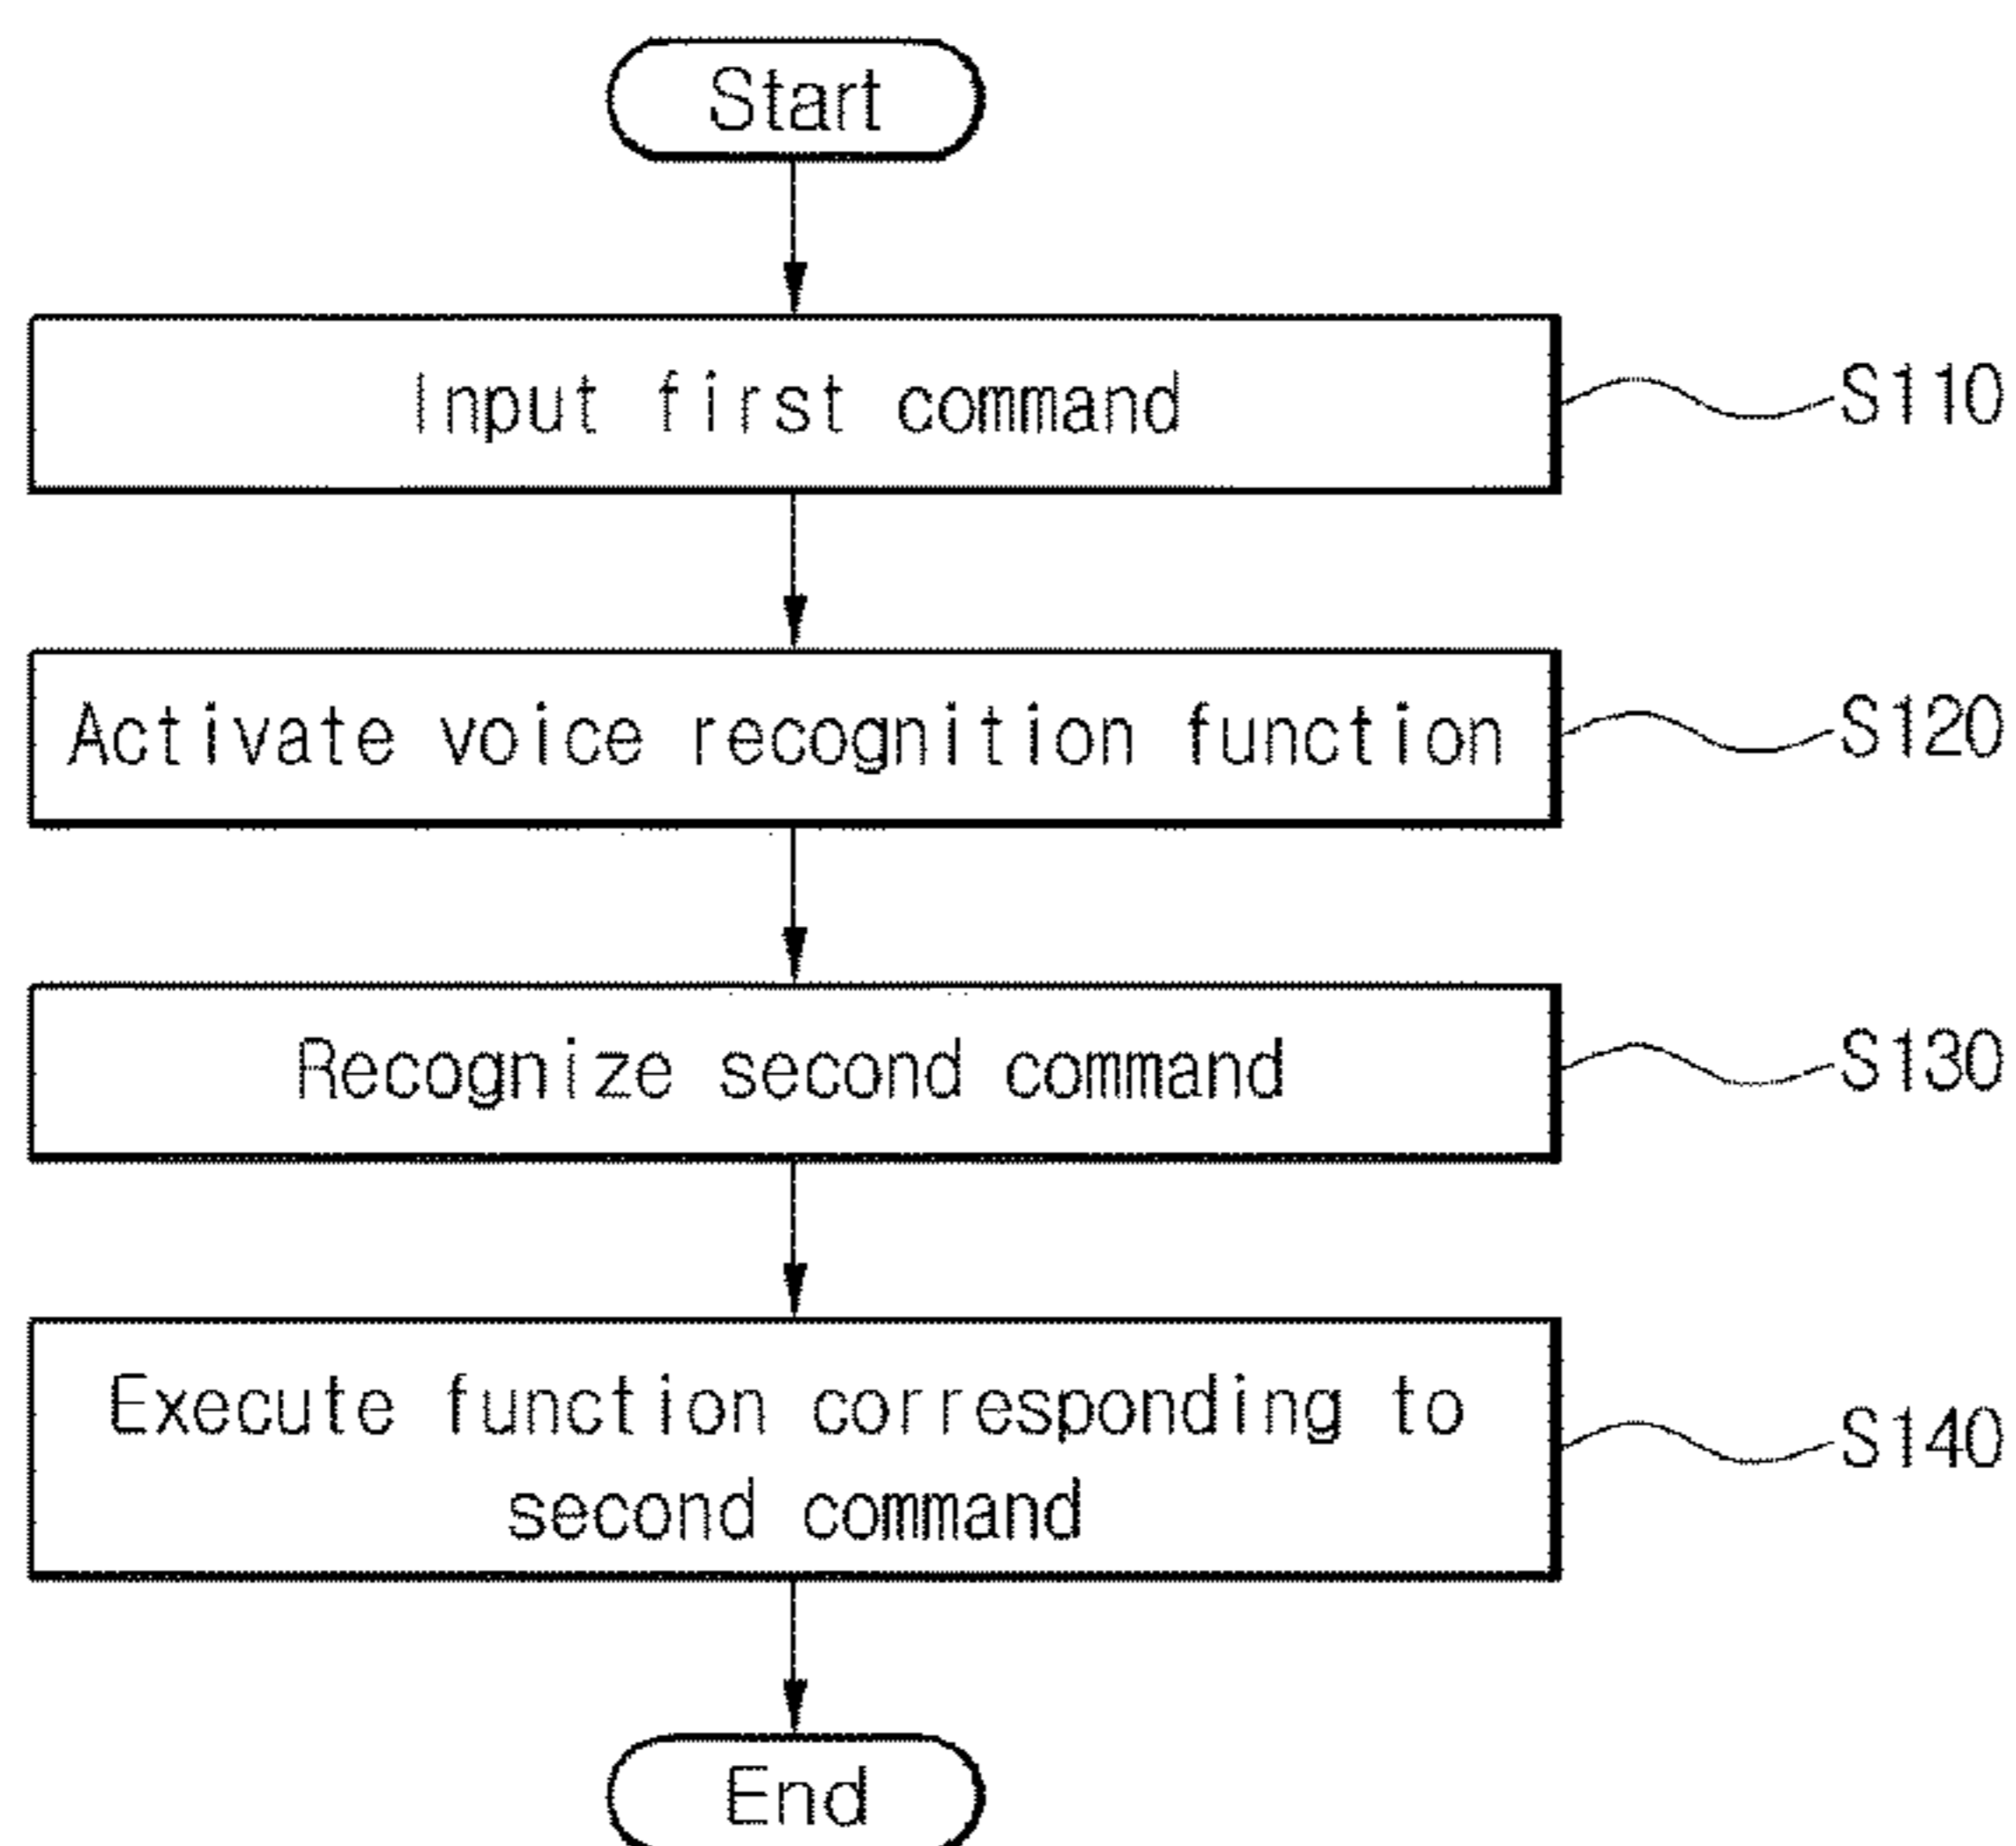 Start
Input first command
S110
Activate voice recognition function
S120
Recognize second command
S130
Execute function corresponding to
second command
S140
End